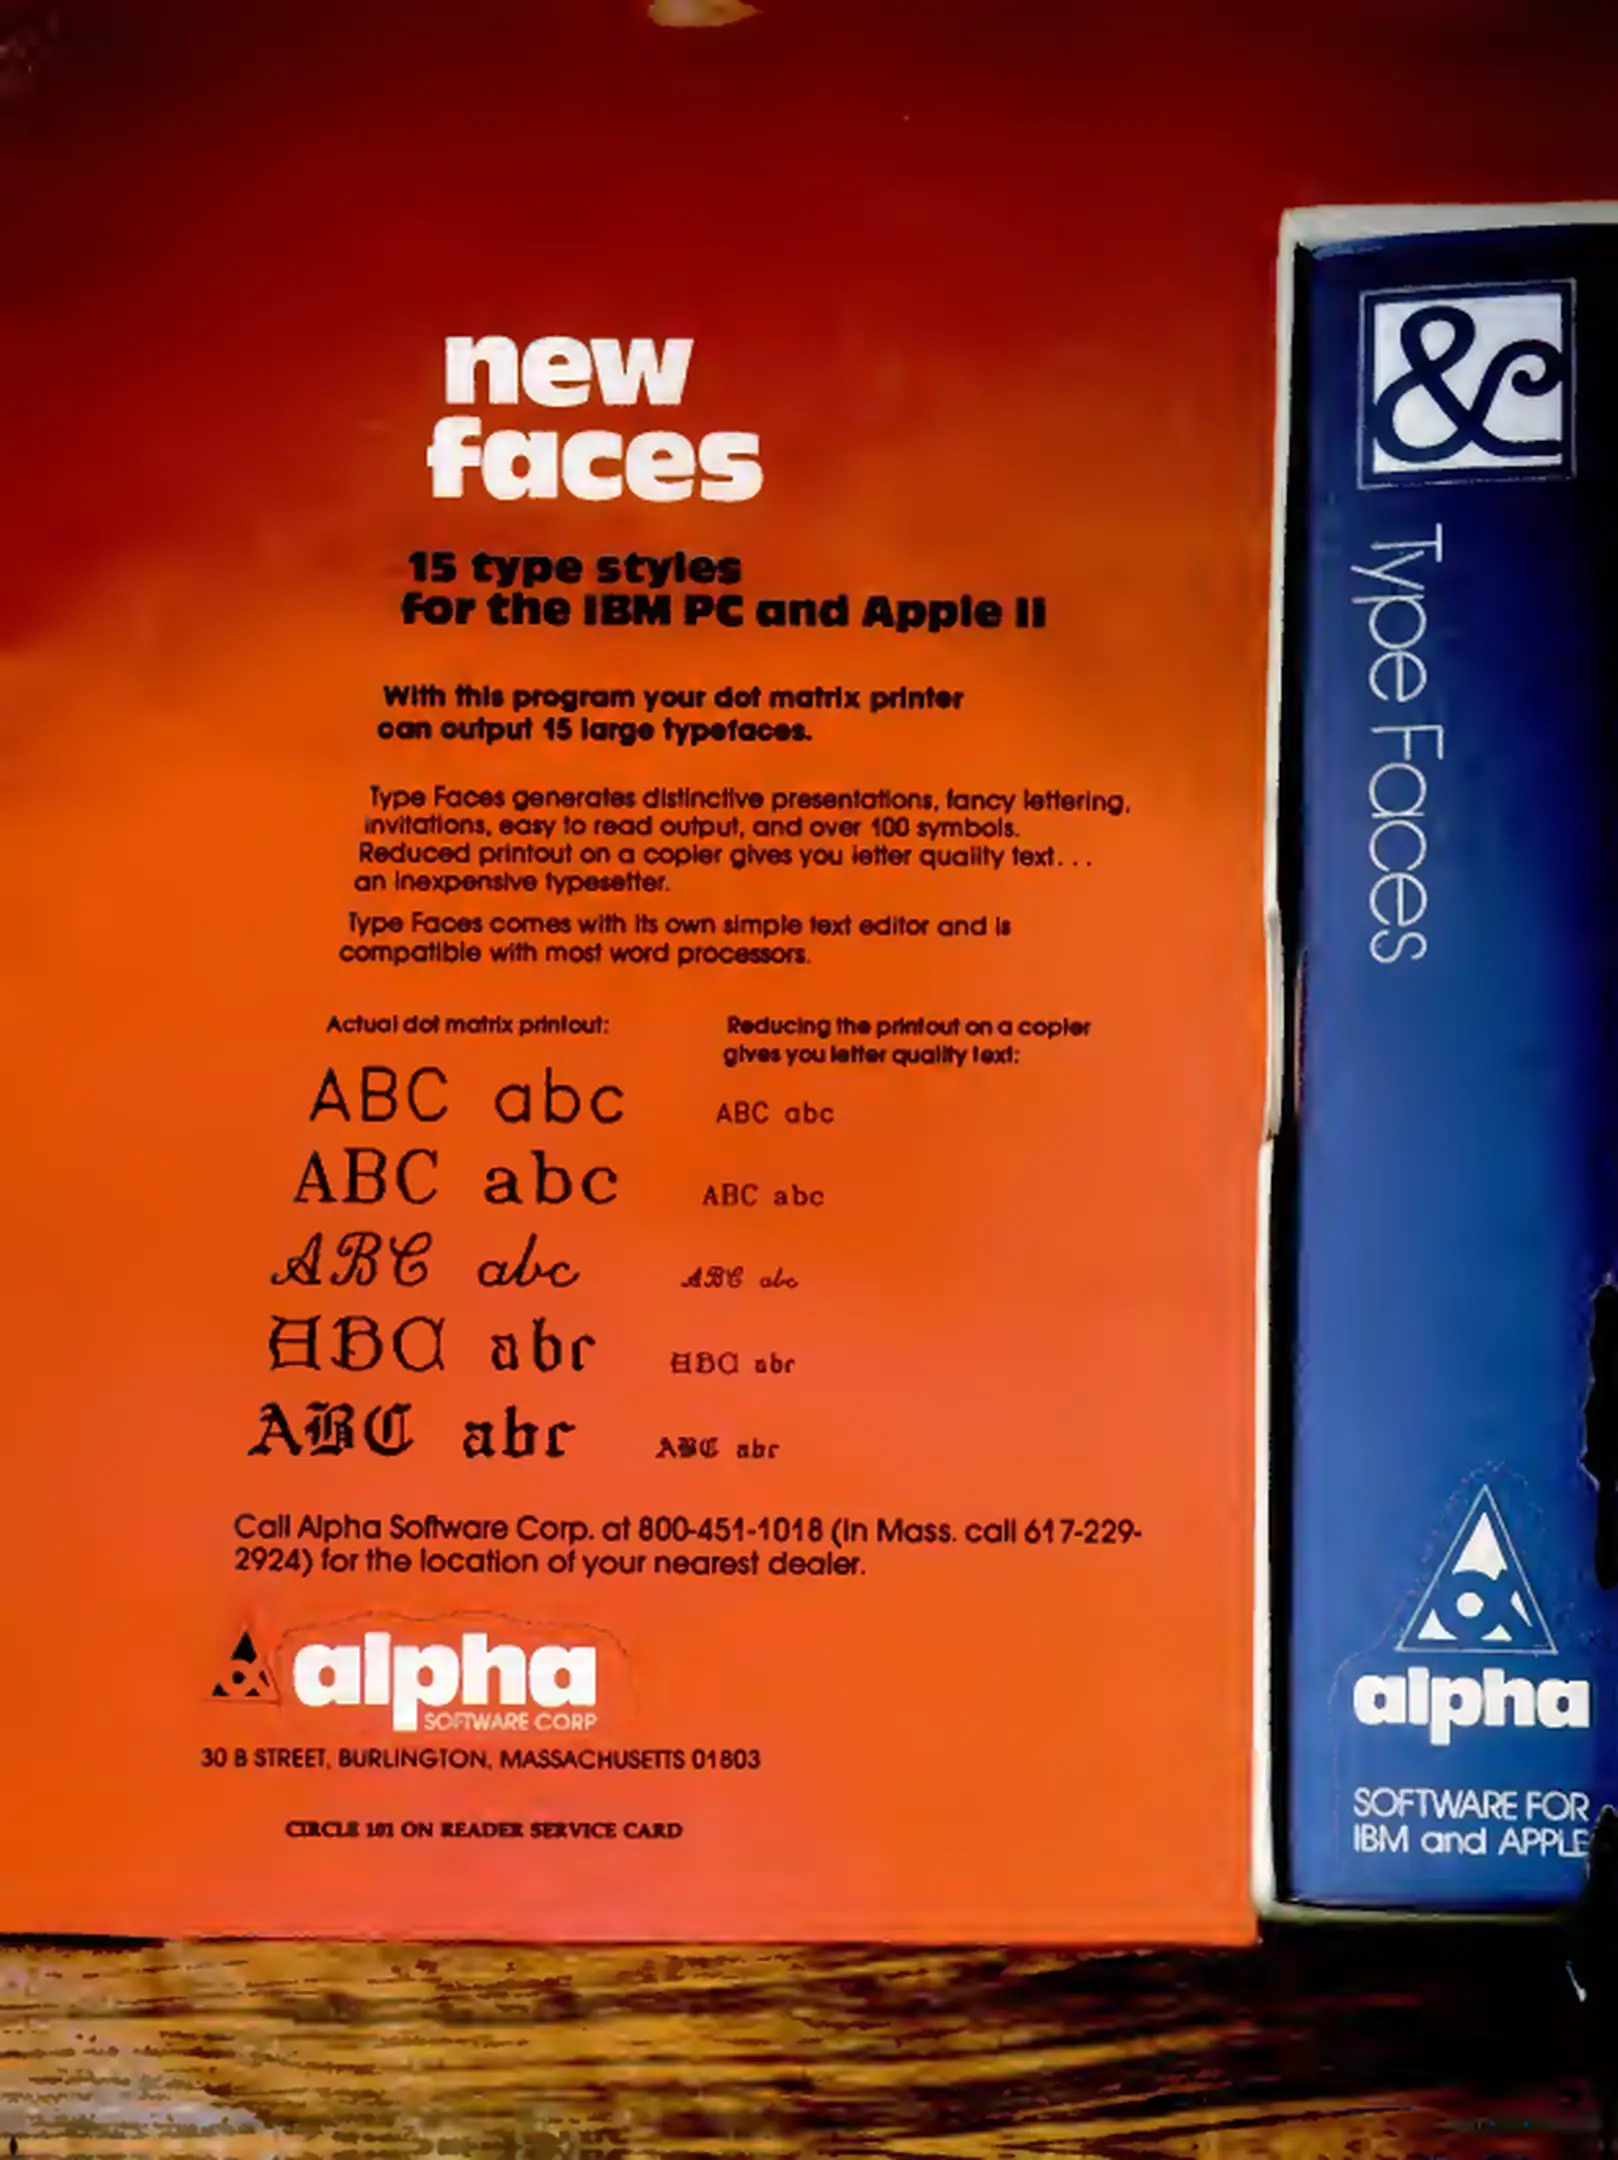 new
faces
15 type styles
for the IBM PC and Apple II
With this program your dot matrix printer
can output 15 large typefaces.
Type Faces generates distinctive presentations, fancy lettering,
invitations, easy to read output, and over 100 symbols.
Reduced printout on a copier gives you letter quality text...
an inexpensive typesetter.
Type Faces comes with its own simple text editor and is
compatible with most word processors.
Actual dot matrix printout:
Reducing the printout on a copier
gives you letter quality text:
ABC abc
ABC abc
ABC abc
ABC abc
ABC abc
ABC abc
ABC abc
ABC abc
ABC abc
ABC abc
Call Alpha Software Corp. at 800-451-1018 (In Mass. call 617-229-
2924) for the location of your nearest dealer.
alpha
SOFTWARE CORP
30 B STREET, BURLINGTON, MASSACHUSETTS 01803
CIRCLE 101 ON READER SERVICE CARD
&
Type Faces
alpha
SOFTWARE FOR
IBM and APPLE